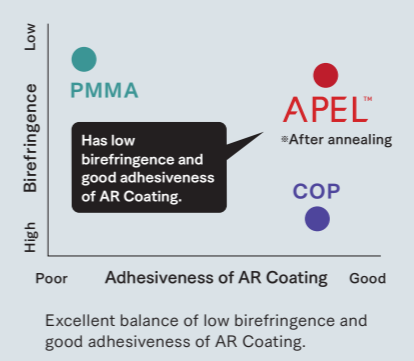 Low
PMMA
APEL™
※After annealing
Has low
birefringence and
good adhesiveness
of AR Coating.
Birefringence
COP
High
Poor
Adhesiveness of AR Coating
Good
Excellent balance of low birefringence and
good adhesiveness of AR Coating.